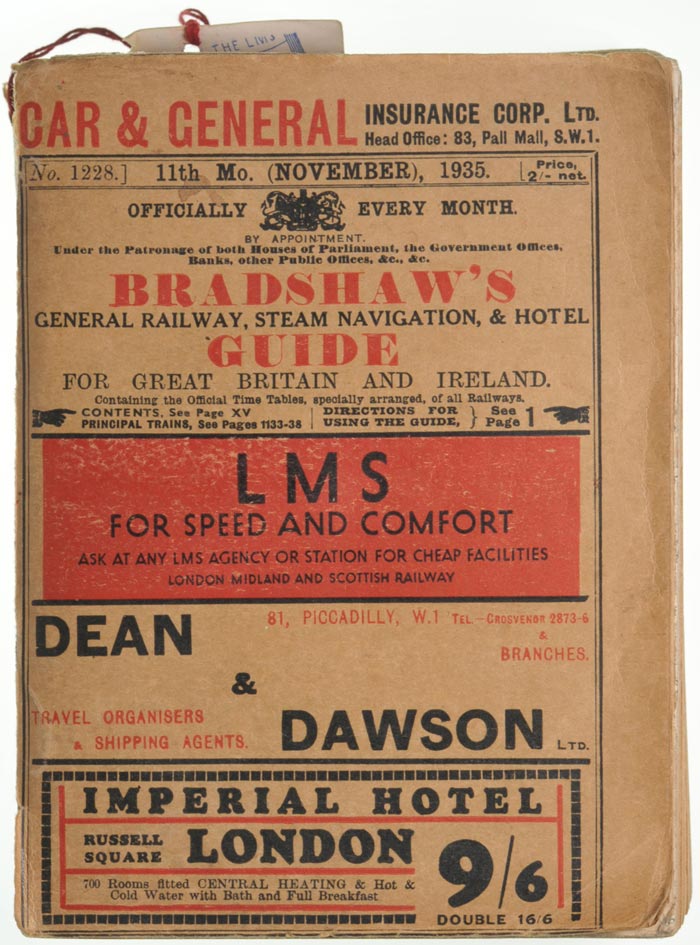 THE LMS
CAR & GENERAL INSURANCE CORP. LTD.
Head Office: 83, Pall Mall, S.W.1.
No. 1228.] 11th Mo. (NOVEMBER), 1935. [Price, 2/- net.
OFFICIALLY EVERY MONTH.
BY APPOINTMENT.
Under the Patronage of both Houses of Parliament, the Government Offices,
Banks, other Public Offices, &c., &c.
BRADSHAW'S
GENERAL RAILWAY, STEAM NAVIGATION, & HOTEL
GUIDE
FOR GREAT BRITAIN AND IRELAND.
Containing the Official Time Tables, specially arranged, of all Railways.
CONTENTS, See Page XV
PRINCIPAL TRAINS, See Pages 1133-38
DIRECTIONS FOR
USING THE GUIDE, } See Page 1
LMS
FOR SPEED AND COMFORT
ASK AT ANY LMS AGENCY OR STATION FOR CHEAP FACILITIES
LONDON MIDLAND AND SCOTTISH RAILWAY
81, PICCADILLY, W.1 TEL.—GROSVENOR 2873-6
&
BRANCHES.
DEAN
&
DAWSON LTD.
TRAVEL ORGANISERS
& SHIPPING AGENTS.
IMPERIAL HOTEL
RUSSELL
SQUARE
LONDON
9/6
700 Rooms fitted CENTRAL HEATING & Hot &
Cold Water with Bath and Full Breakfast
DOUBLE 16/6